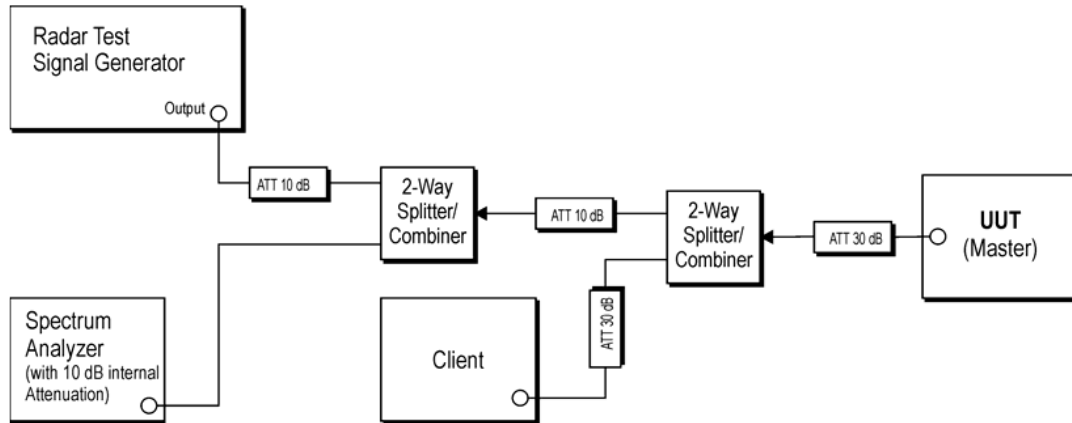 Radar Test
Signal Generator
Output
ATT 10 dB
2-Way
Splitter/
Combiner
ATT 10 dB
2-Way
Splitter/
Combiner
ATT 30 dB
UUT
(Master)
Spectrum
Analyzer
(with 10 dB internal
Attenuation)
Client
ATT 30 dB